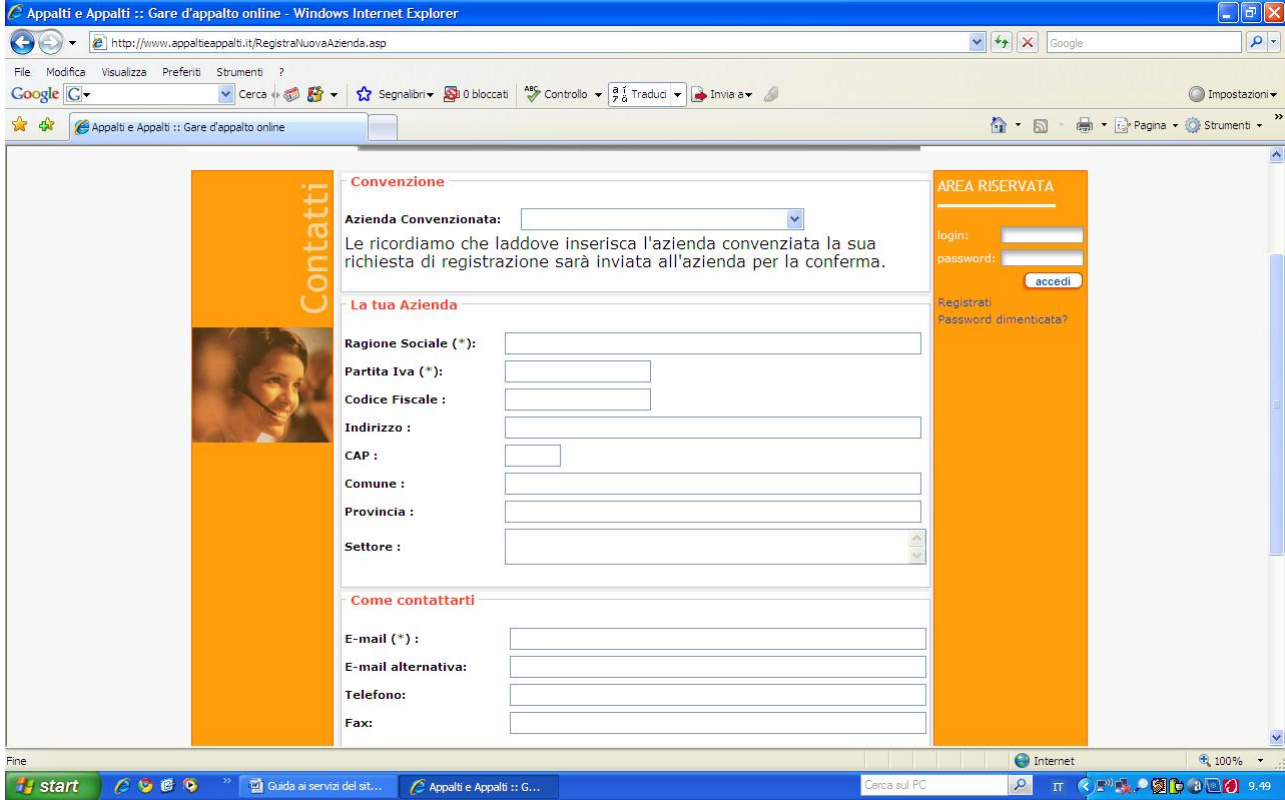 Appalti e Appalti :: Gare d'appalto online - Windows Internet Explorer
http://www.appaltieappalti.it/RegistraNuovaAzienda.asp
Google
File Modifica Visualizza Preferiti Strumenti ?
Google G Cerca Segnalibri 0 bloccati ABC Controllo Traduci Invia a Impostazioni
Appalti e Appalti :: Gare d'appalto online
Pagina Strumenti »
Contatti
Convenzione
Azienda Convenzionata:
Le ricordiamo che laddove inserisca l'azienda convenziata la sua
richiesta di registrazione sarà inviata all'azienda per la conferma.
La tua Azienda
Ragione Sociale (*):
Partita Iva (*):
Codice Fiscale :
Indirizzo :
CAP :
Comune :
Provincia :
Settore :
Come contattarti
E-mail (*) :
E-mail alternativa:
Telefono:
Fax:
AREA RISERVATA
login:
password:
accedi
Registrati
Password dimenticata?
Fine
Internet
100%
start
»
Guida ai servizi del sit...
Appalti e Appalti :: G...
Cerca sul PC
IT
9.49